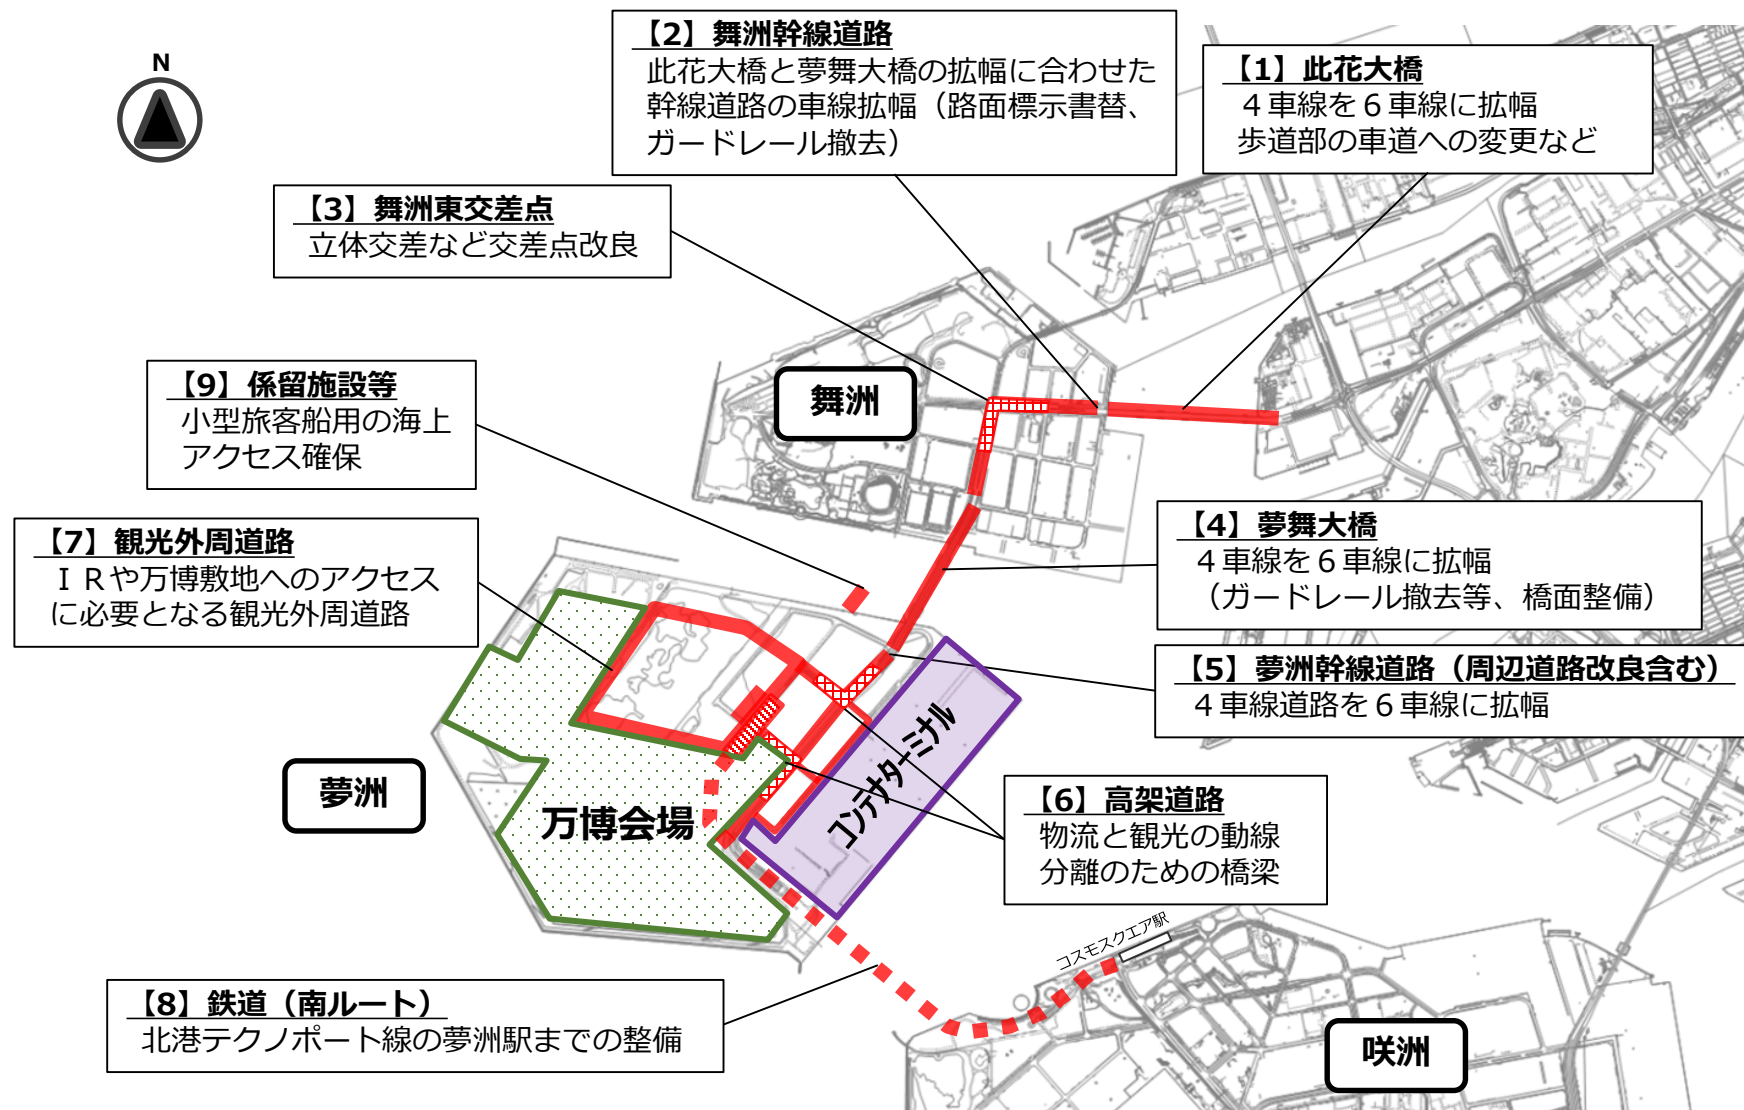 N
【2】舞洲幹線道路
此花大橋と夢舞大橋の拡幅に合わせた
幹線道路の車線拡幅（路面標示書替、
ガードレール撤去）
【1】此花大橋
４車線を６車線に拡幅
歩道部の車道への変更など
【3】舞洲東交差点
立体交差など交差点改良
【9】係留施設等
小型旅客船用の海上
アクセス確保
舞洲
【7】観光外周道路
ＩＲや万博敷地へのアクセス
に必要となる観光外周道路
【4】夢舞大橋
４車線を６車線に拡幅
（ガードレール撤去等、橋面整備）
【5】夢洲幹線道路（周辺道路改良含む）
４車線道路を６車線に拡幅
コンテナターミナル
夢洲
万博会場
【6】高架道路
物流と観光の動線
分離のための橋梁
コスモスクエア駅
【8】鉄道（南ルート）
北港テクノポート線の夢洲駅までの整備
咲洲